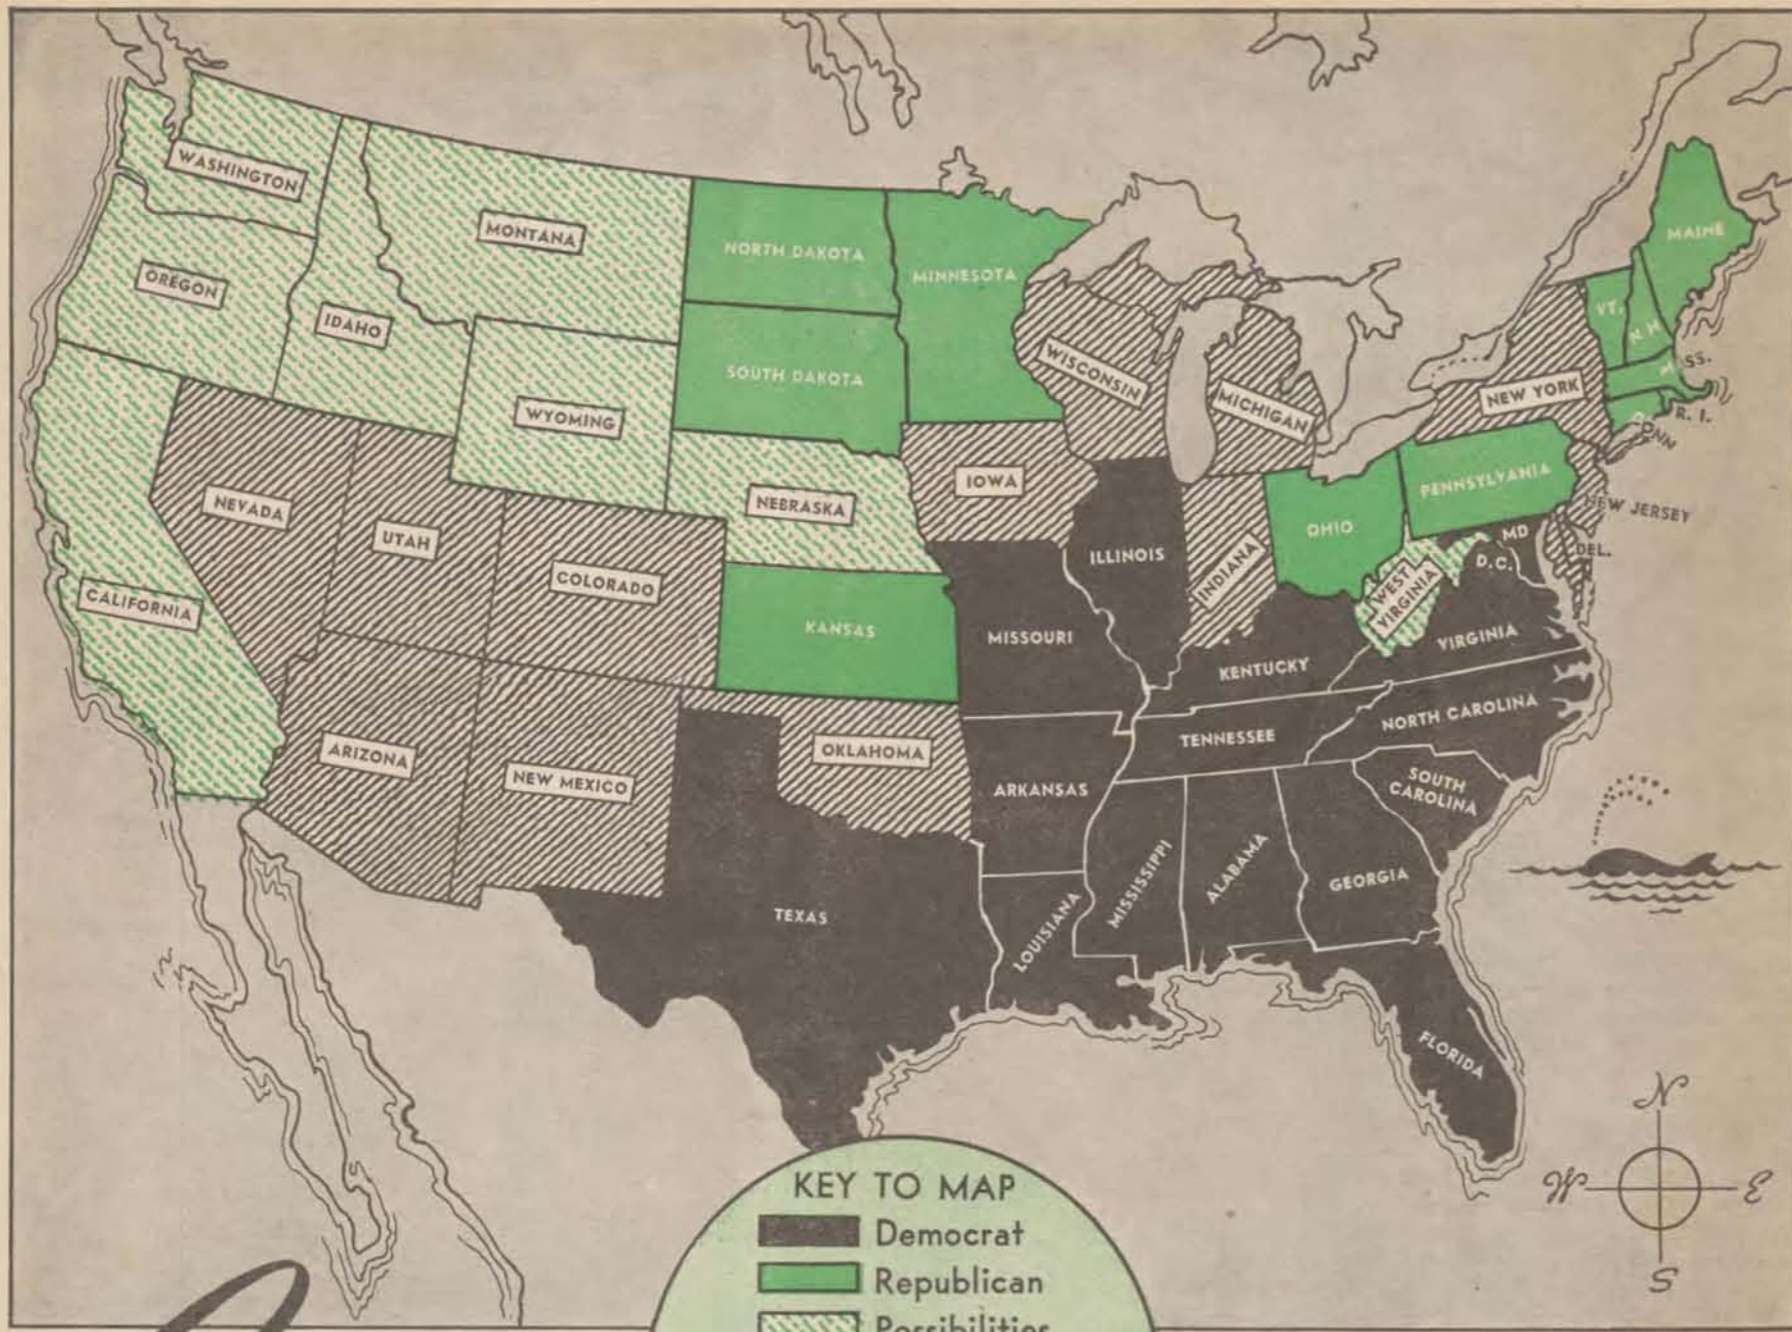 WASHINGTON
MONTANA
NORTH DAKOTA
MINNESOTA
MAINE
OREGON
IDAHO
VT.
N. H.
WYOMING
SOUTH DAKOTA
WISCONSIN
MICHIGAN
NEW YORK
MASS.
R. I.
CONN
NEVADA
UTAH
NEBRASKA
IOWA
PENNSYLVANIA
NEW JERSEY
COLORADO
ILLINOIS
INDIANA
OHIO
MD
D.C.
DEL.
CALIFORNIA
KANSAS
MISSOURI
WEST
VIRGINIA
VIRGINIA
KENTUCKY
ARIZONA
NEW MEXICO
OKLAHOMA
TENNESSEE
NORTH CAROLINA
ARKANSAS
SOUTH
CAROLINA
TEXAS
LOUISIANA
MISSISSIPPI
ALABAMA
GEORGIA
FLORIDA
N
W
E
S
KEY TO MAP
Democrat
Republican
Possibilities